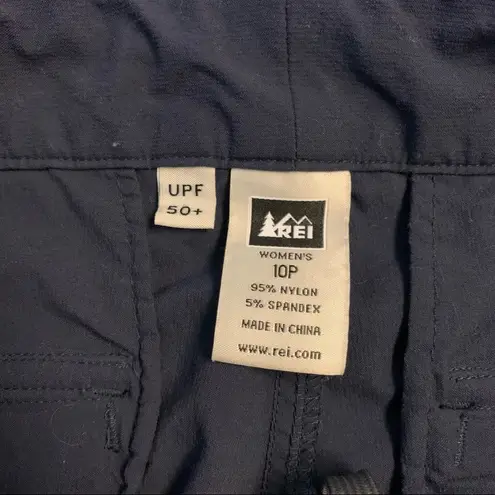 UPF
50+
REI
WOMEN'S
10P
95% NYLON
5% SPANDEX
MADE IN CHINA
www.rei.com